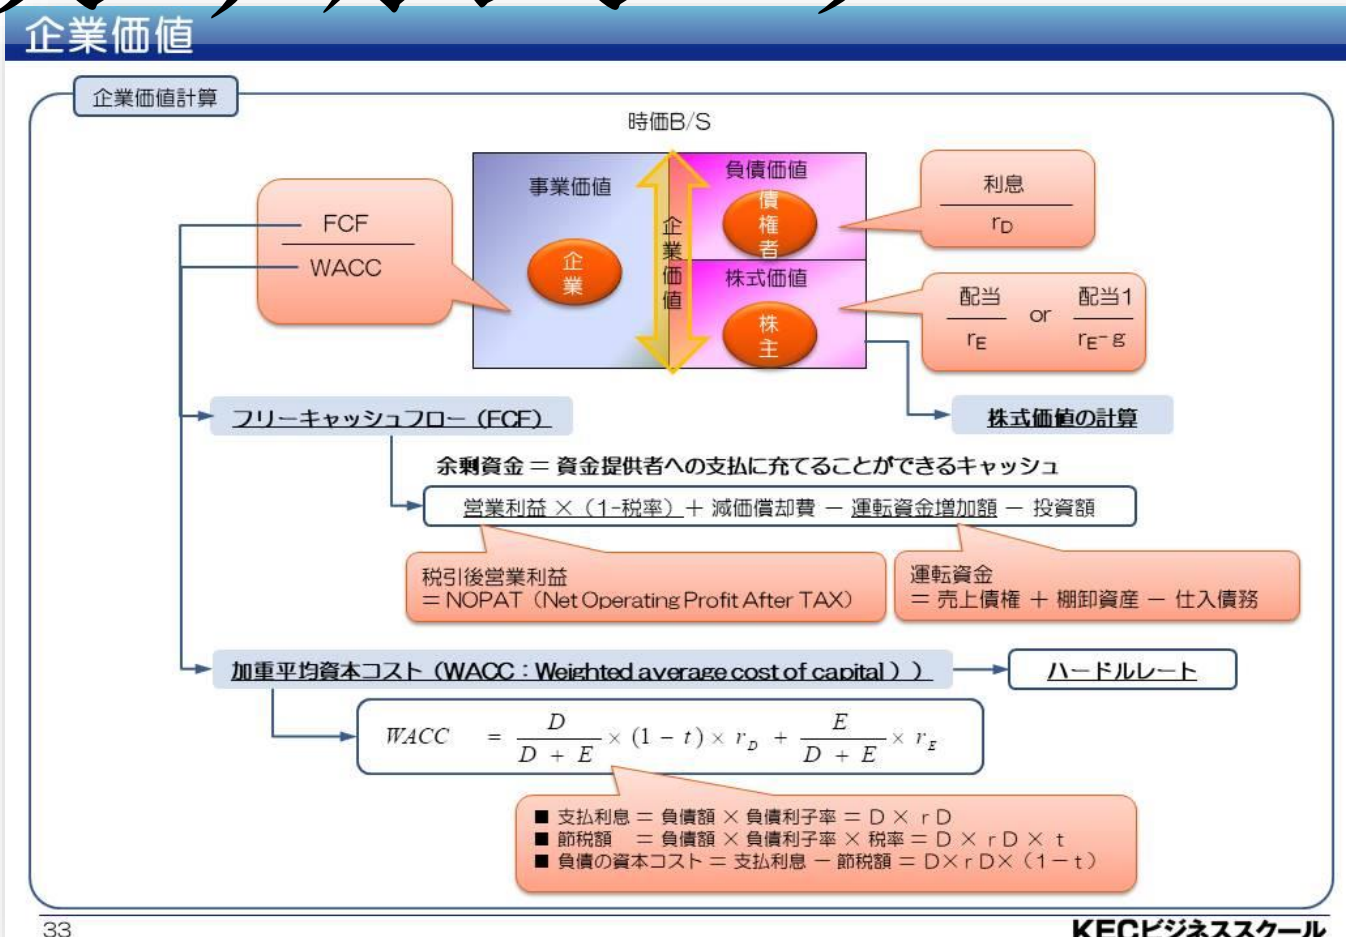 企業価値
企業価値計算
時価B/S
FCF
WACC
事業価値
企業
企業価値
負債価値
債権者
株式価値
株主
利息
rD
配当
rE
or
配当1
rE- g
フリーキャッシュフロー（FCF）
株式価値の計算
余剰資金 ＝ 資金提供者への支払に充てることができるキャッシュ
営業利益 ×（1-税率）＋ 減価償却費 － 運転資金増加額 － 投資額
税引後営業利益
＝ NOPAT（Net Operating Profit After TAX）
運転資金
＝ 売上債権 ＋ 棚卸資産 － 仕入債務
加重平均資本コスト（WACC：Weighted average cost of capital））
ハードルレート
WACC = D / D + E × (1 - t) × rD + E / D + E × rE
■ 支払利息 ＝ 負債額 × 負債利子率 ＝ D × ｒD
■ 節税額　＝ 負債額 × 負債利子率 × 税率 ＝ D × ｒD × ｔ
■ 負債の資本コスト ＝ 支払利息 － 節税額 ＝ D×ｒD×（1－ｔ）
33
KECビジネススクール